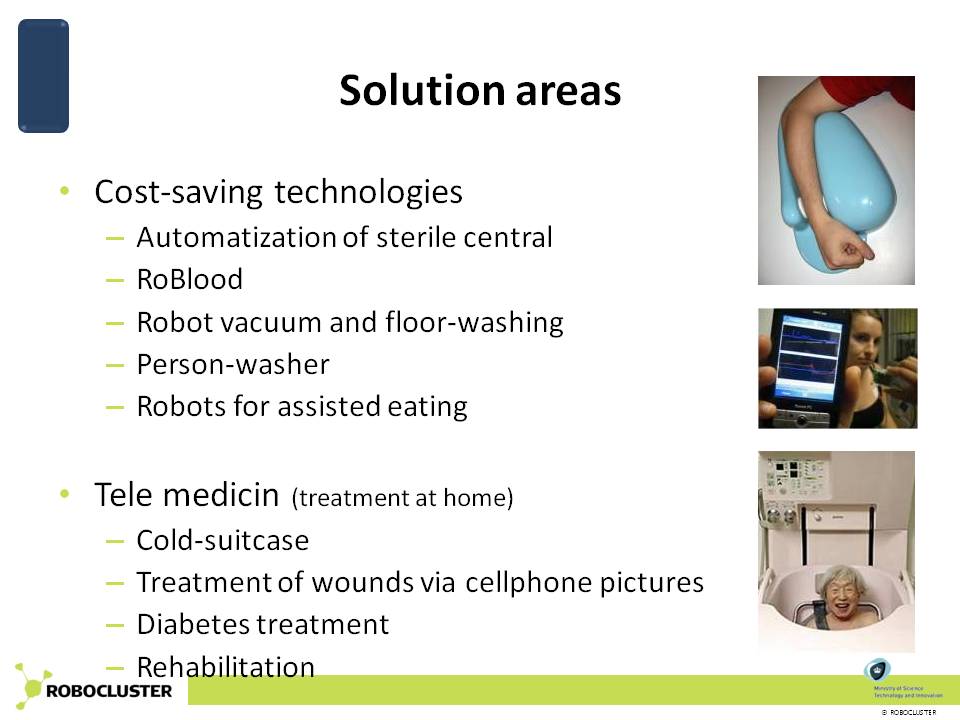 Solution areas
• Cost-saving technologies
– Automatization of sterile central
– RoBlood
– Robot vacuum and floor-washing
– Person-washer
– Robots for assisted eating
• Tele medicin (treatment at home)
– Cold-suitcase
– Treatment of wounds via cellphone pictures
– Diabetes treatment
– Rehabilitation
ROBOCLUSTER
Ministry of Science
Technology and Innovation
© ROBOCLUSTER